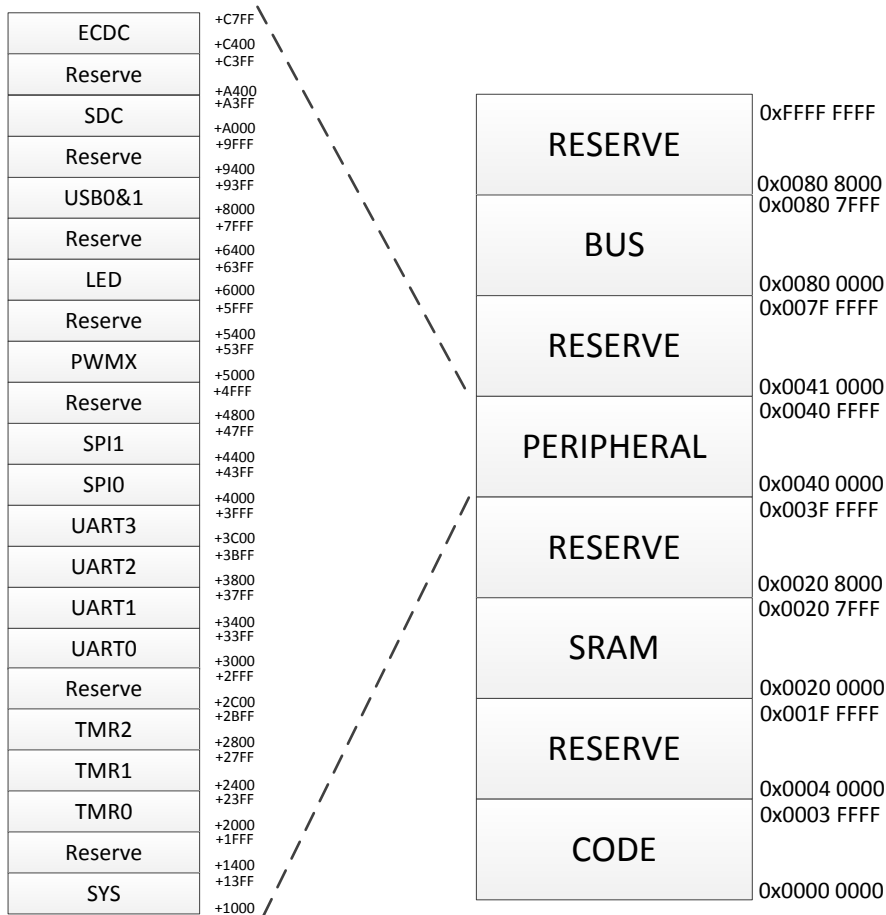 ECDC
+C7FF
+C400
Reserve
+C3FF
+A400
SDC
+A3FF
+A000
Reserve
+9FFF
+9400
USB0&1
+93FF
+8000
Reserve
+7FFF
+6400
LED
+63FF
+6000
Reserve
+5FFF
+5400
PWMX
+53FF
+5000
Reserve
+4FFF
+4800
SPI1
+47FF
+4400
SPI0
+43FF
+4000
UART3
+3FFF
+3C00
UART2
+3BFF
+3800
UART1
+37FF
+3400
UART0
+33FF
+3000
Reserve
+2FFF
+2C00
TMR2
+2BFF
+2800
TMR1
+27FF
+2400
TMR0
+23FF
+2000
Reserve
+1FFF
+1400
SYS
+13FF
+1000
RESERVE
0xFFFF FFFF
0x0080 8000
BUS
0x0080 7FFF
0x0080 0000
RESERVE
0x007F FFFF
0x0041 0000
PERIPHERAL
0x0040 FFFF
0x0040 0000
RESERVE
0x003F FFFF
0x0020 8000
SRAM
0x0020 7FFF
0x0020 0000
RESERVE
0x001F FFFF
0x0004 0000
CODE
0x0003 FFFF
0x0000 0000